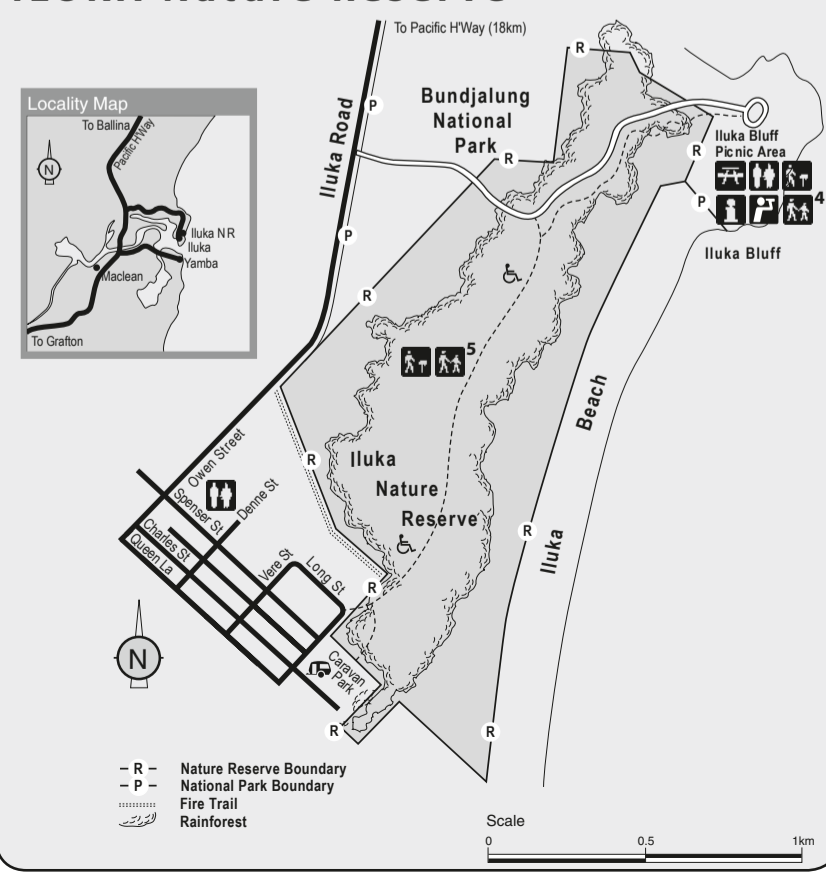 To Pacific H'Way (18km)
Locality Map
To Ballina
Pacific H'Way
N
Iluka N R
Iluka
Yamba
Maclean
To Grafton
Iluka Road
P
P
Bundjalung
National
Park
R
R
R
R
P
Iluka Bluff
Picnic Area
4
Iluka Bluff
5
Iluka
Nature
Reserve
R
R
R
R
R
Iluka
Beach
Owen Street
Spenser St
Denne St
Charles St
Queen La
Vere St
Long St
Caravan
Park
N
R Nature Reserve Boundary
P National Park Boundary
Fire Trail
Rainforest
Scale
0 0.5 1km